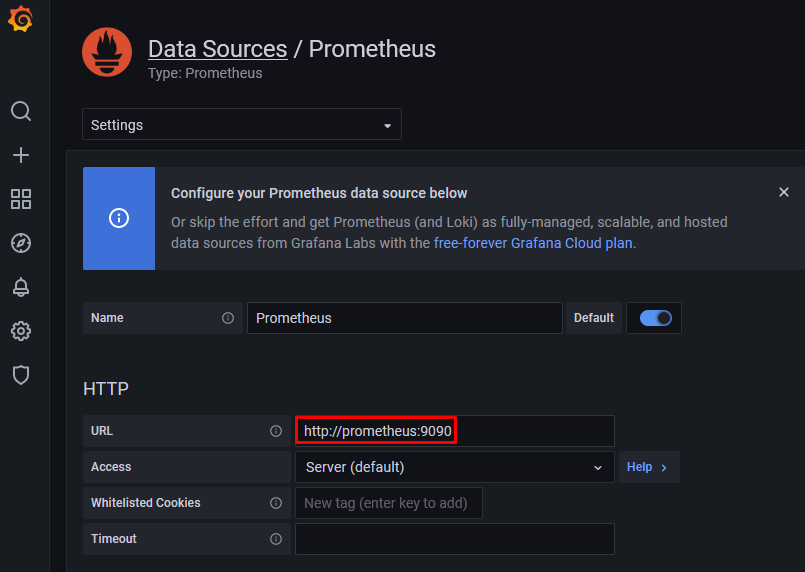 Data Sources / Prometheus
Type: Prometheus
Settings
Configure your Prometheus data source below
Or skip the effort and get Prometheus (and Loki) as fully-managed, scalable, and hosted
data sources from Grafana Labs with the free-forever Grafana Cloud plan.
Name Prometheus Default
HTTP
URL http://prometheus:9090
Access Server (default) Help
Whitelisted Cookies New tag (enter key to add)
Timeout